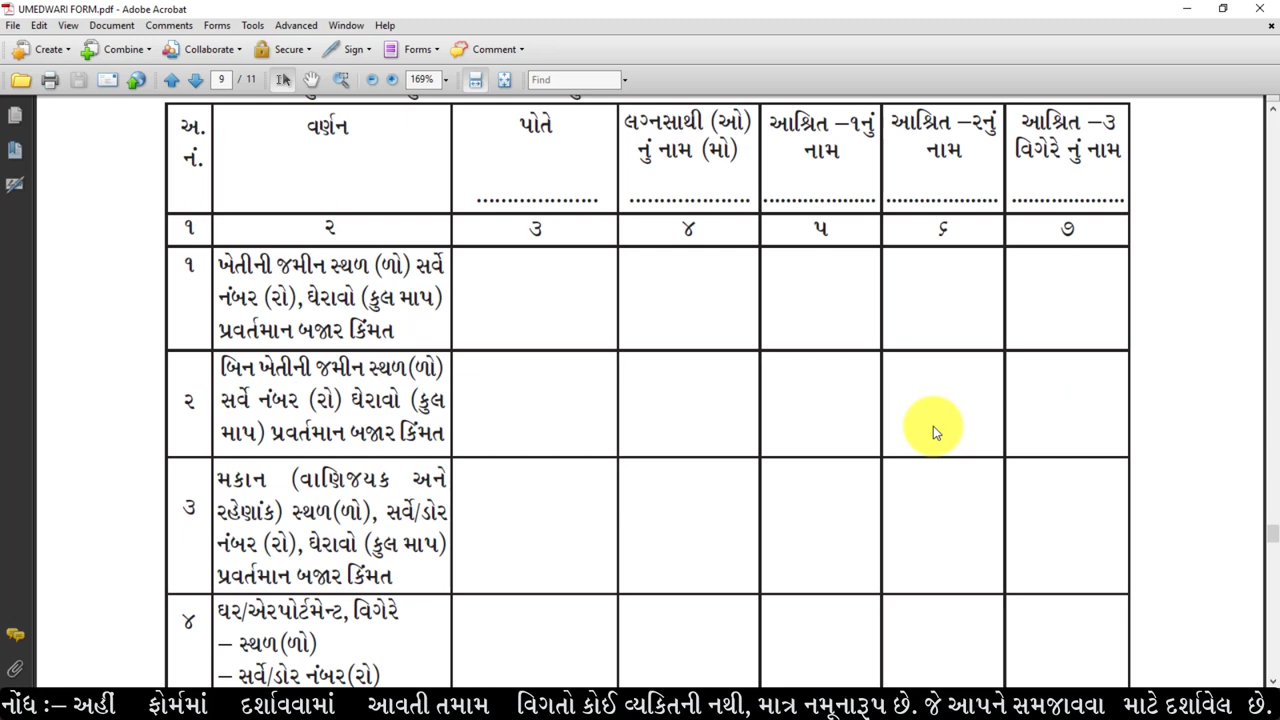 UMEDWARI FORM.pdf - Adobe Acrobat
File Edit View Document Comments Forms Tools Advanced Window Help
Create Combine Collaborate Secure Sign Forms Comment
9 / 11 169% Find
અ. નં. વર્ણન પોતે .................... લગ્નસાથી (ઓ) નું નામ (મો) .................... આશ્રિત –૧નું નામ .................... આશ્રિત –૨નું નામ .................... આશ્રિત –૩ વિગેરે નું નામ ....................
૧ ૨ ૩ ૪ ૫ ૬ ૭
૧ ખેતીની જમીન સ્થળ (ળો) સર્વે
નંબર (રો), ઘેરાવો (કુલ માપ)
પ્રવર્તમાન બજાર કિંમત
બિન ખેતીની જમીન સ્થળ(ળો)
૨ સર્વે નંબર (રો) ઘેરાવો (કુલ
માપ) પ્રવર્તમાન બજાર કિંમત
મકાન (વાણિજયક અને
૩ રહેણાંક) સ્થળ(ળો), સર્વે/ડોર
નંબર (રો), ઘેરાવો (કુલ માપ)
પ્રવર્તમાન બજાર કિંમત
૪ ઘર/એરપોર્ટમેન્ટ, વિગેરે
– સ્થળ(ળો)
– સર્વે/ડોર નંબર(રો)
નોંધ :– અહીં ફોર્મમાં દર્શાવવામાં આવતી તમામ વિગતો કોઈ વ્યકિતની નથી, માત્ર નમૂનારૂપ છે. જે આપને સમજાવવા માટે દર્શાવેલ છે.